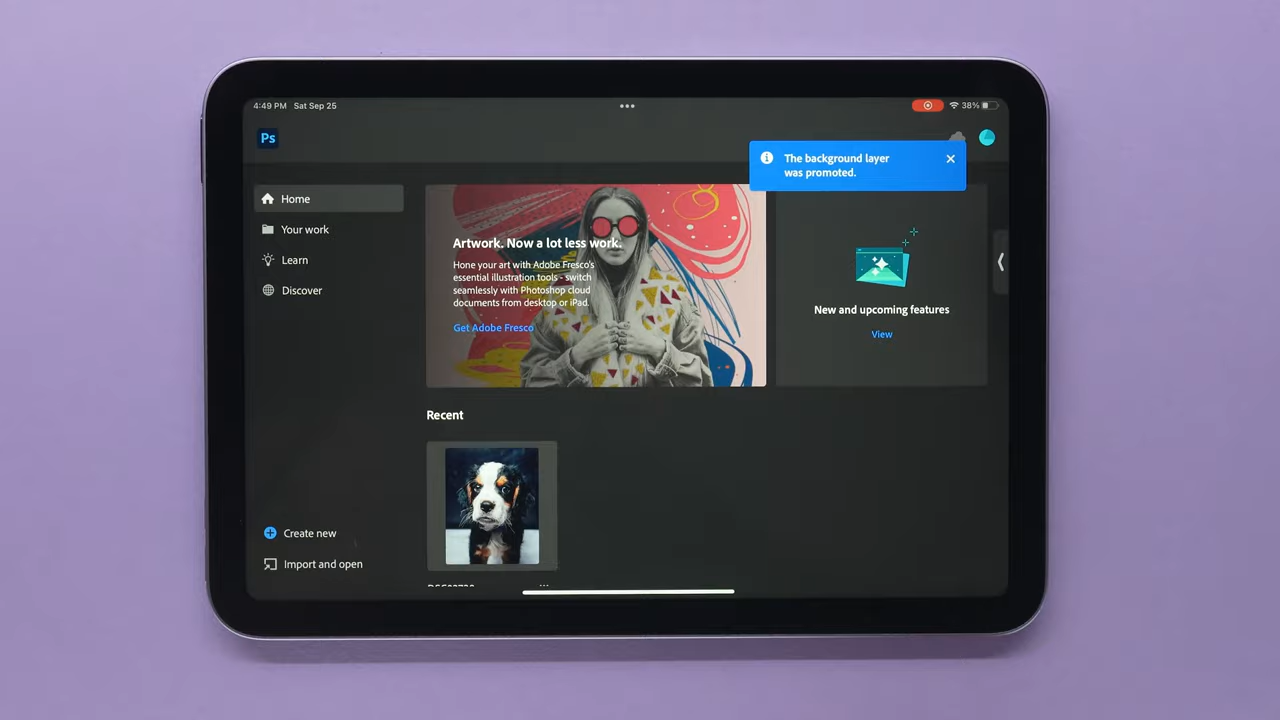 4:49 PM Sat Sep 25
38%
Ps
The background layer
was promoted.
Home
Your work
Learn
Discover
Artwork. Now a lot less work.
Hone your art with Adobe Fresco's
essential illustration tools - switch
seamlessly with Photoshop cloud
documents from desktop or iPad.
Get Adobe Fresco
New and upcoming features
View
Recent
Create new
Import and open